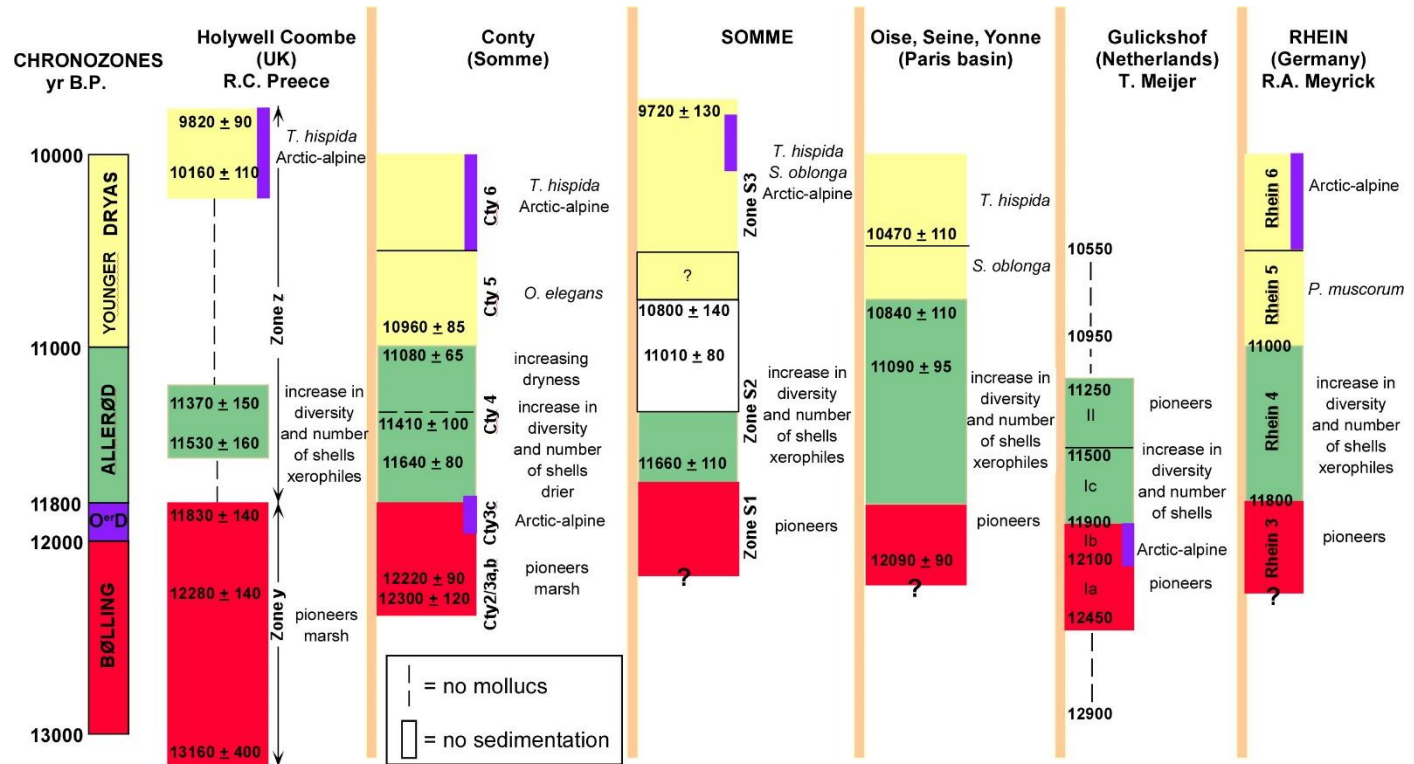 CHRONOZONES
yr B.P.
10000
11000
11800
12000
13000
YOUNGER DRYAS
ALLERØD
OerD
BØLLING
Holywell Coombe
(UK)
R.C. Preece
9820 ± 90
10160 ± 110
T. hispida
Arctic-alpine
Zone z
11370 ± 150
11530 ± 160
increase in
diversity
and number
of shells
xerophiles
11830 ± 140
12280 ± 140
13160 ± 400
Zone y
pioneers
marsh
Conty
(Somme)
Cty 6
T. hispida
Arctic-alpine
Cty 5
O. elegans
10960 ± 85
11080 ± 65
11410 ± 100
11640 ± 80
Cty 4
increasing
dryness
increase in
diversity
and number
of shells
drier
Cty3c
Arctic-alpine
12220 ± 90
12300 ± 120
Cty2/3a,b
pioneers
marsh
= no mollucs
= no sedimentation
SOMME
9720 ± 130
T. hispida
S. oblonga
Arctic-alpine
Zone S3
?
10800 ± 140
11010 ± 80
11660 ± 110
Zone S2
increase in
diversity
and number
of shells
xerophiles
Zone S1
pioneers
?
Oise, Seine, Yonne
(Paris basin)
T. hispida
10470 ± 110
S. oblonga
10840 ± 110
11090 ± 95
increase in
diversity
and number
of shells
xerophiles
pioneers
12090 ± 90
?
Gulickshof
(Netherlands)
T. Meijer
10550
10950
11250
II
pioneers
11500
Ic
increase in
diversity
and number
of shells
11900
Ib
12100
Arctic-alpine
Ia
pioneers
12450
12900
RHEIN
(Germany)
R.A. Meyrick
Rhein 6
Arctic-alpine
Rhein 5
P. muscorum
11000
Rhein 4
increase in
diversity
and number
of shells
xerophiles
11800
Rhein 3
pioneers
?